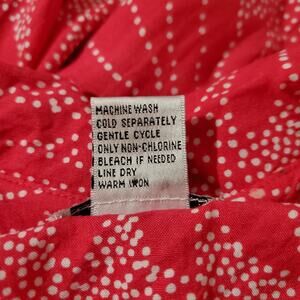 MACHINE WASH
COLD SEPARATELY
GENTLE CYCLE
ONLY NON-CHLORINE
BLEACH IF NEEDED
LINE DRY
WARM IRON